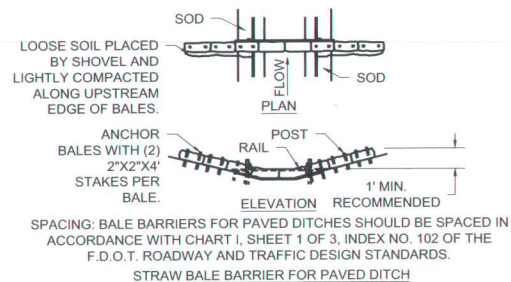 SOD
LOOSE SOIL PLACED
BY SHOVEL AND
LIGHTLY COMPACTED
ALONG UPSTREAM
EDGE OF BALES.
FLOW
SOD
PLAN
ANCHOR
BALES WITH (2)
2"X2"X4'
STAKES PER
BALE.
POST
RAIL
1' MIN.
RECOMMENDED
ELEVATION
SPACING: BALE BARRIERS FOR PAVED DITCHES SHOULD BE SPACED IN
ACCORDANCE WITH CHART I, SHEET 1 OF 3, INDEX NO. 102 OF THE
F.D.O.T. ROADWAY AND TRAFFIC DESIGN STANDARDS.
STRAW BALE BARRIER FOR PAVED DITCH